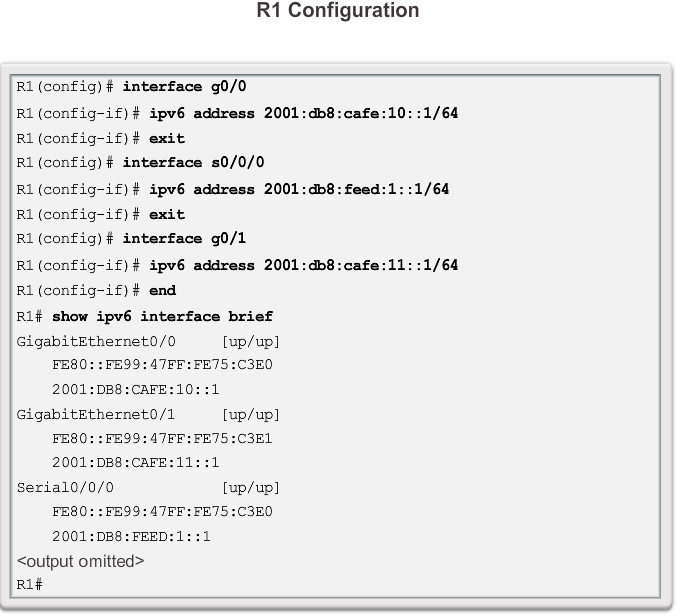 R1 Configuration
R1(config)# interface g0/0
R1(config-if)# ipv6 address 2001:db8:cafe:10::1/64
R1(config-if)# exit
R1(config)# interface s0/0/0
R1(config-if)# ipv6 address 2001:db8:feed:1::1/64
R1(config-if)# exit
R1(config)# interface g0/1
R1(config-if)# ipv6 address 2001:db8:cafe:11::1/64
R1(config-if)# end
R1# show ipv6 interface brief
GigabitEthernet0/0     [up/up]
    FE80::FE99:47FF:FE75:C3E0
    2001:DB8:CAFE:10::1
GigabitEthernet0/1     [up/up]
    FE80::FE99:47FF:FE75:C3E1
    2001:DB8:CAFE:11::1
Serial0/0/0            [up/up]
    FE80::FE99:47FF:FE75:C3E0
    2001:DB8:FEED:1::1
<output omitted>
R1#